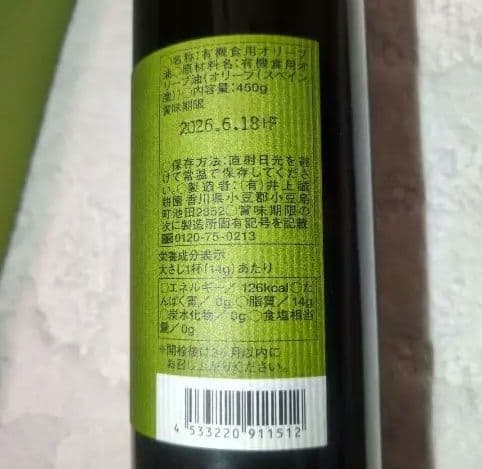 ○名称：有機食用オリーブ
油○原材料名：有機食用オ
リーブ油（オリーブ（スペイン
産））○内容量：450g
賞味期限
2026.6.18
○保存方法：直射日光を避
けて常温で保存してくださ
い。○製造者：（有）井上誠
耕園 香川県小豆郡小豆島
町池田2352○賞味期限の
次に製造所固有記号を記載
0120-75-0213
栄養成分表示
大さじ1杯「14g」あたり
○エネルギー／126kcal○た
んぱく質／0g○脂質／14g
○炭水化物／0g○食塩相当
量／0g
※開栓後は3ヶ月以内に
お召し上がりください。
4 533220 911512